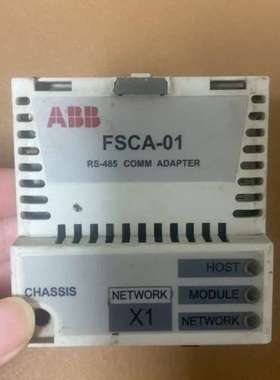 ABB
FSCA-01
RS-485 COMM ADAPTER
HOST
CHASSIS
NETWORK
MODULE
X1
NETWORK